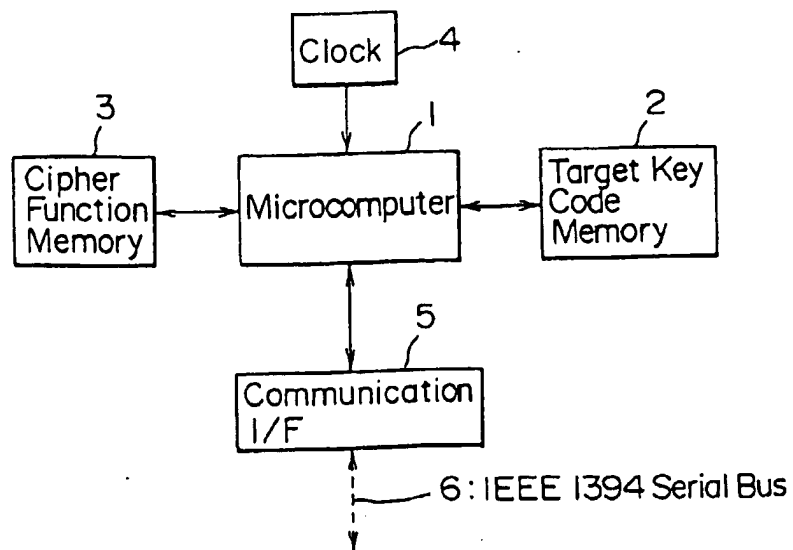 Clock
4
3
1
2
Cipher
Function
Memory
Microcomputer
Target Key
Code
Memory
5
Communication
I/F
6: IEEE 1394 Serial Bus